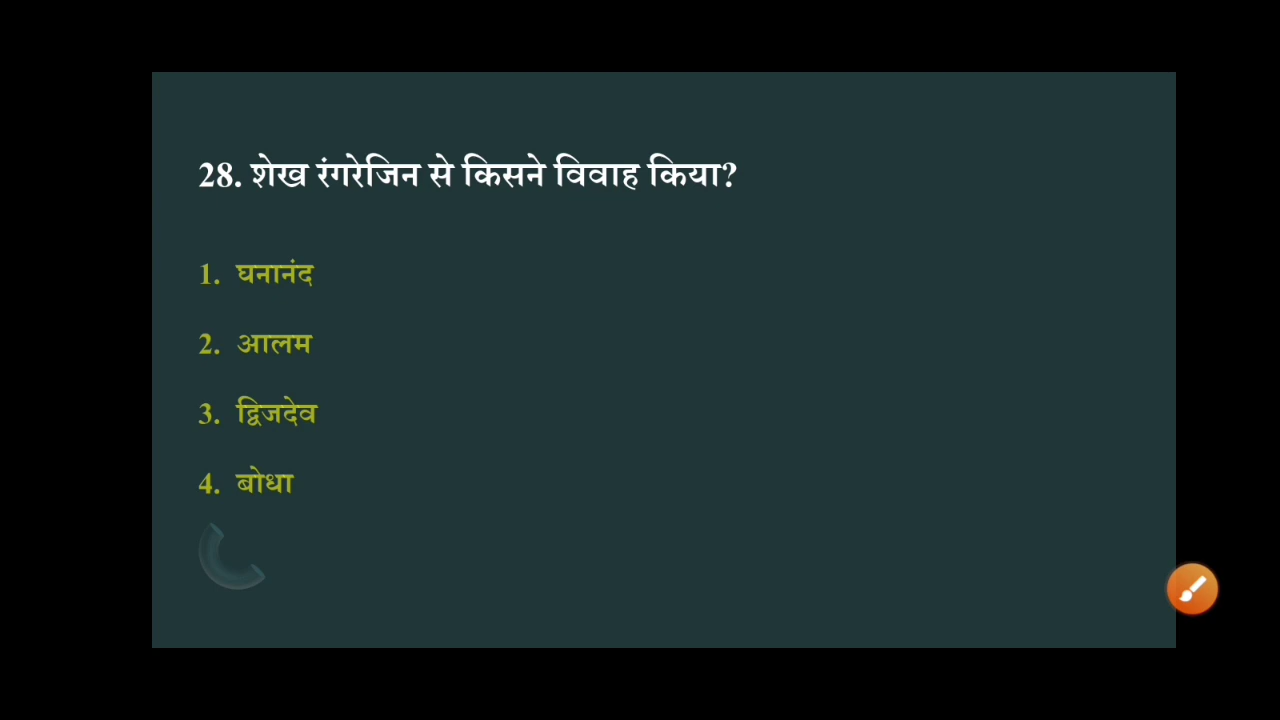 28. शेख रंगरेजिन से किसने विवाह किया?
1. घनानंद
2. आलम
3. द्विजदेव
4. बोधा